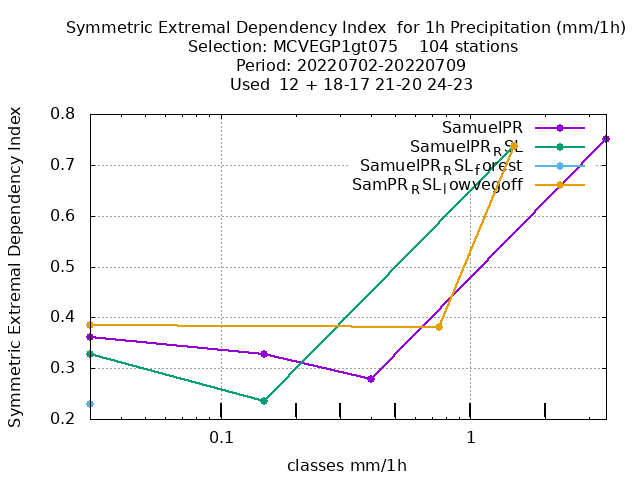 Symmetric Extremal Dependency Index  for 1h Precipitation (mm/1h)
Selection: MCVEGP1gt075    104 stations
Period: 20220702-20220709
Used  12 + 18-17 21-20 24-23
Symmetric Extremal Dependency Index
0.8
0.7
0.6
0.5
0.4
0.3
0.2
SamuelPR
SamuelPR_RSL
SamuelPR_RSL_forest
SamPR_RSL_lowvegoff
0.1
1
classes mm/1h